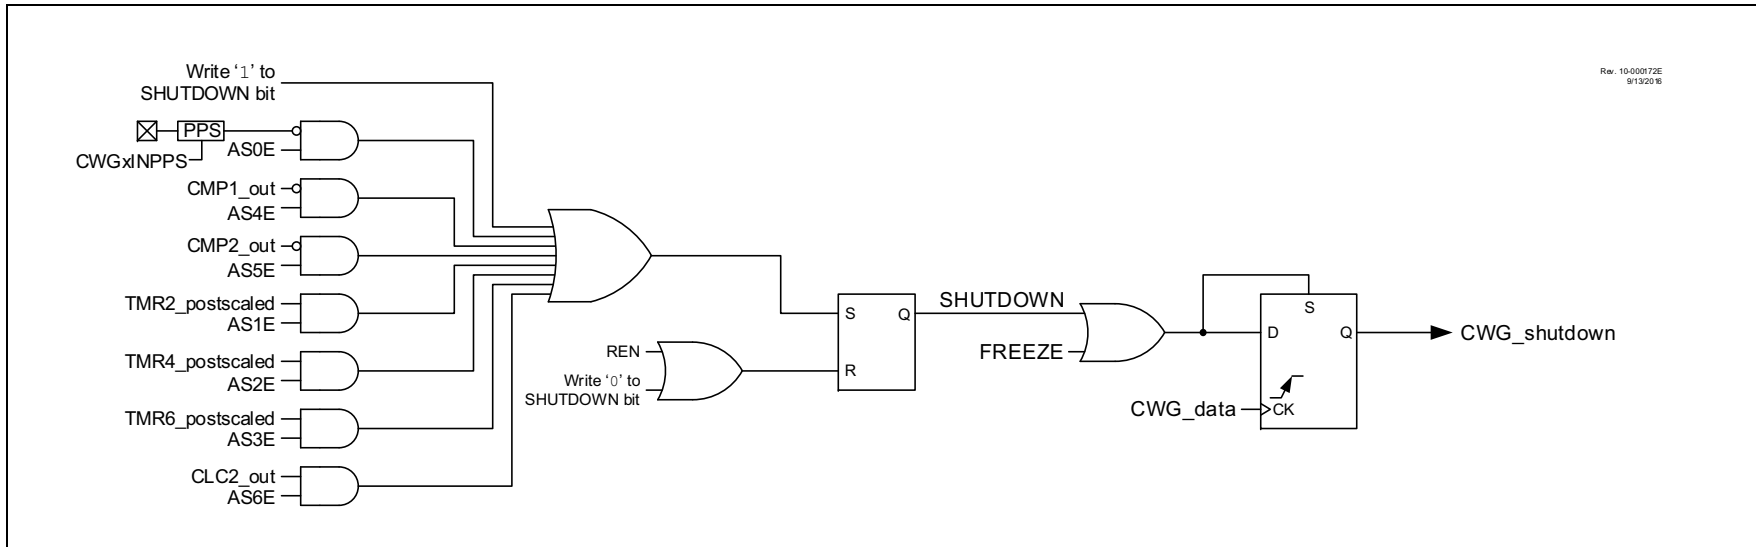 Write ‘1’ to
SHUTDOWN bit
Rev. 10-000172E
9/13/2016
PPS
AS0E
CWGxINPPS
CMP1_out
AS4E
CMP2_out
AS5E
TMR2_postscaled
AS1E
TMR4_postscaled
AS2E
TMR6_postscaled
AS3E
CLC2_out
AS6E
REN
Write ‘0’ to
SHUTDOWN bit
S
Q
R
SHUTDOWN
FREEZE
S
D
Q
CWG_data
CK
CWG_shutdown